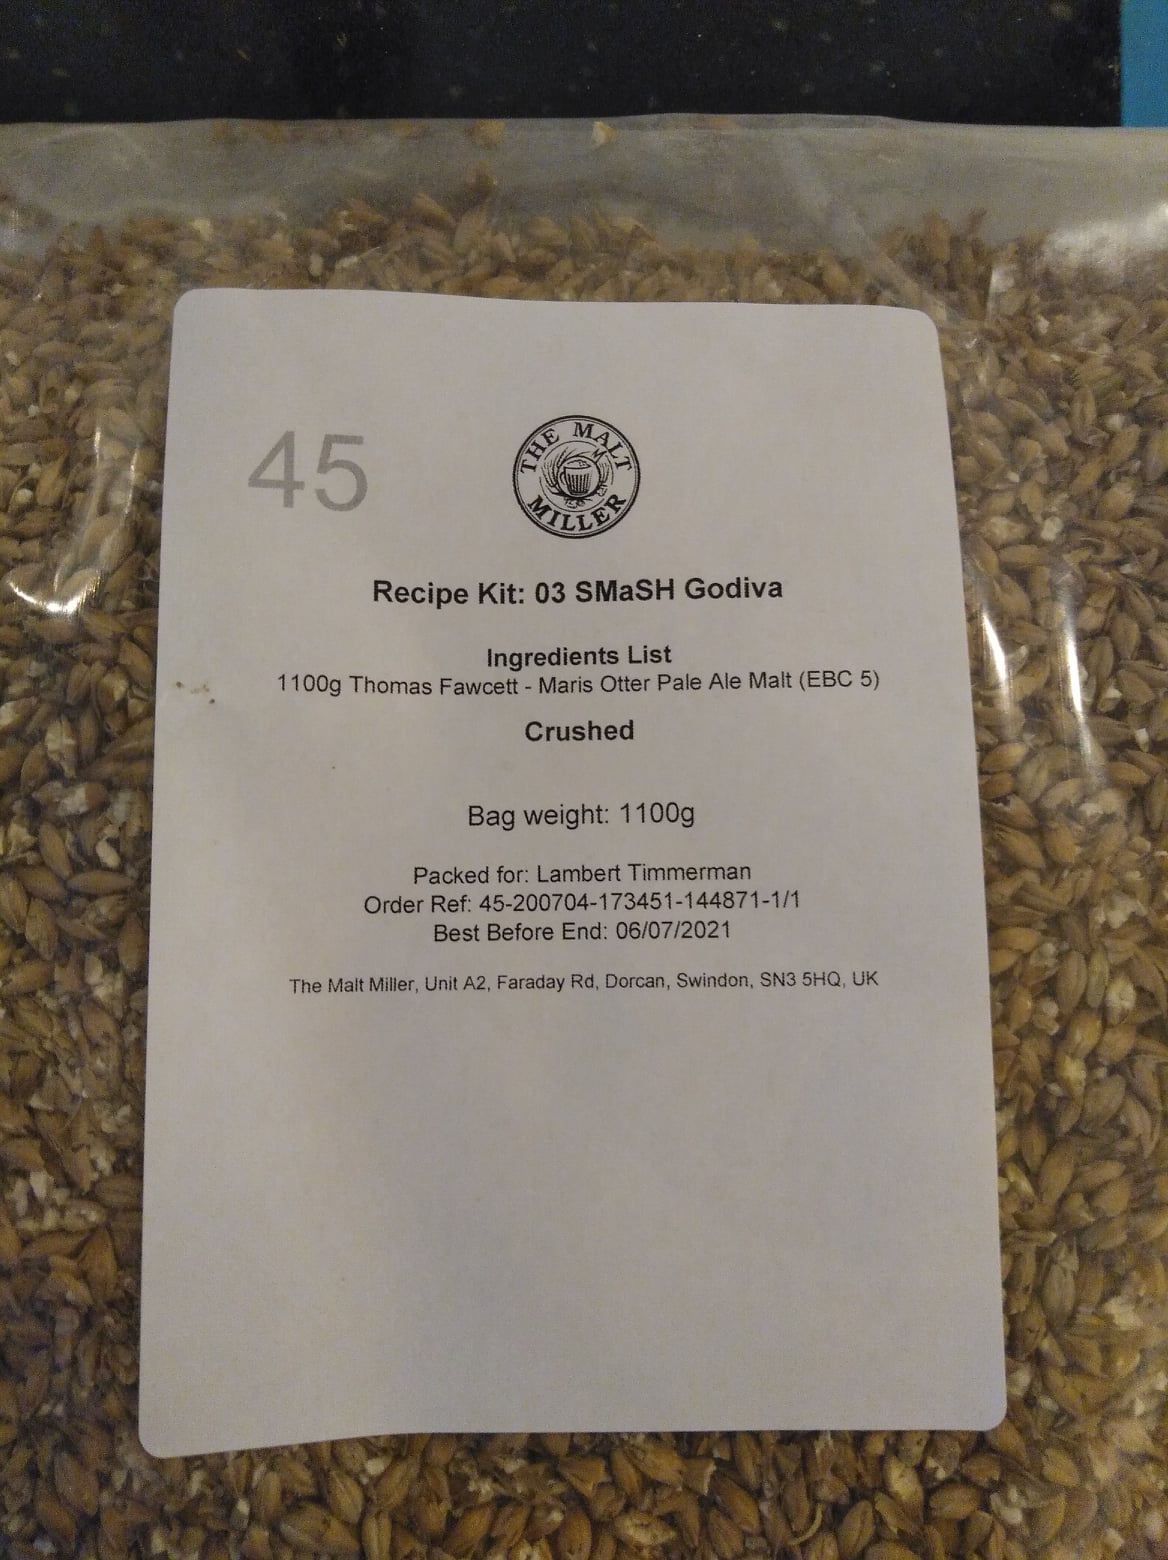 45
THE MALT
MILLER
Recipe Kit: 03 SMaSH Godiva
Ingredients List
1100g Thomas Fawcett - Maris Otter Pale Ale Malt (EBC 5)
Crushed
Bag weight: 1100g
Packed for: Lambert Timmerman
Order Ref: 45-200704-173451-144871-1/1
Best Before End: 06/07/2021
The Malt Miller, Unit A2, Faraday Rd, Dorcan, Swindon, SN3 5HQ, UK